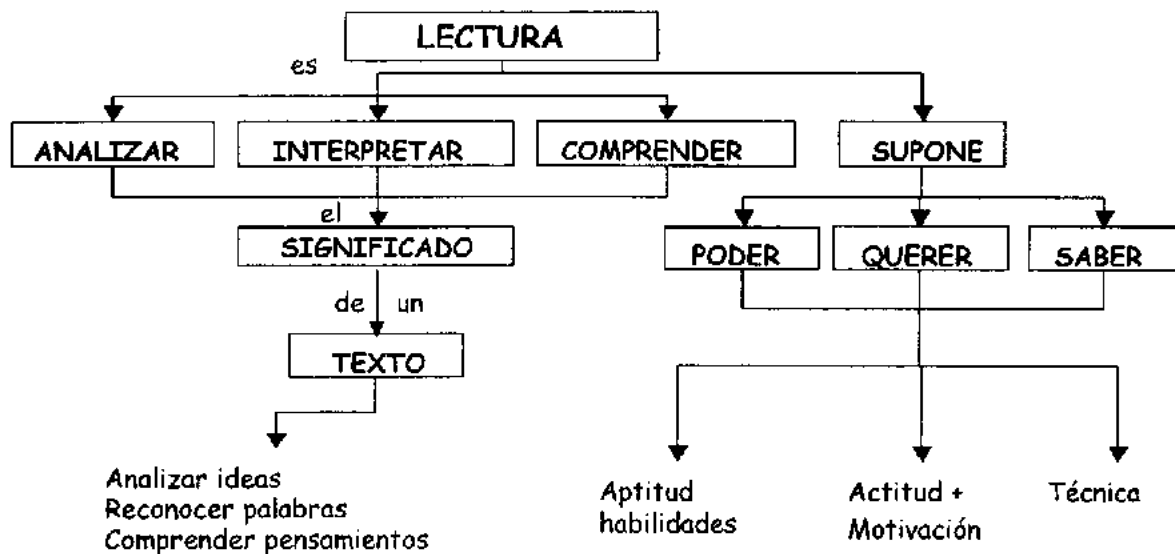 LECTURA
es
ANALIZAR INTERPRETAR COMPRENDER SUPONE
el
SIGNIFICADO
PODER QUERER SABER
de un
TEXTO
Analizar ideas
Reconocer palabras
Comprender pensamientos
Aptitud
habilidades
Actitud +
Motivación
Técnica